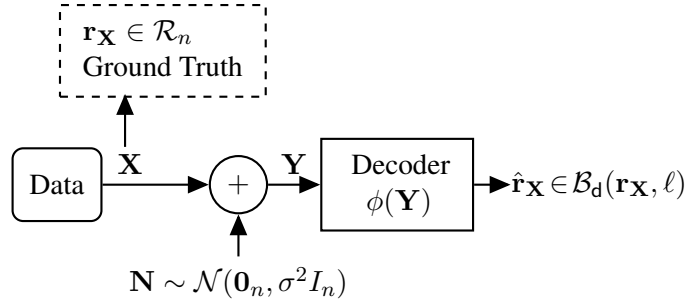 𝐫_𝐗 ∈ ℛ_n
Ground Truth
Data
𝐗
+
𝐘
Decoder
ϕ(𝐘)
𝐫̂_𝐗 ∈ ℬ_𝖽(𝐫_𝐗, ℓ)
𝐍 ∼ 𝒩(𝟎_n, σ²I_n)